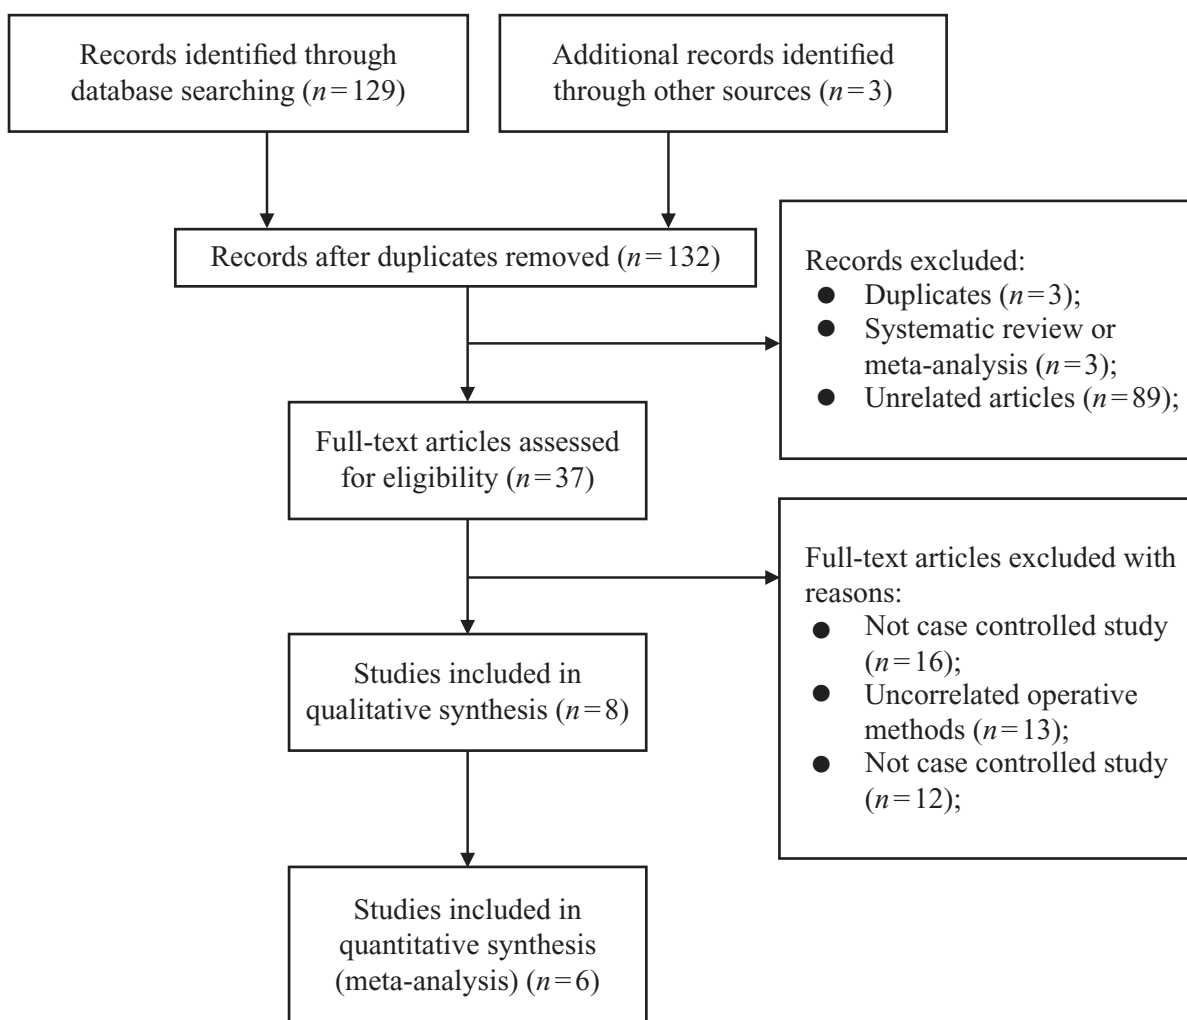 Records identified through
database searching (n=129)
Additional records identified
through other sources (n=3)
Records after duplicates removed (n=132)
Records excluded:
● Duplicates (n=3);
● Systematic review or
meta-analysis (n=3);
● Unrelated articles (n=89);
Full-text articles assessed
for eligibility (n=37)
Full-text articles excluded with
reasons:
● Not case controlled study
(n=16);
● Uncorrelated operative
methods (n=13);
● Not case controlled study
(n=12);
Studies included in
qualitative synthesis (n=8)
Studies included in
quantitative synthesis
(meta-analysis) (n=6)